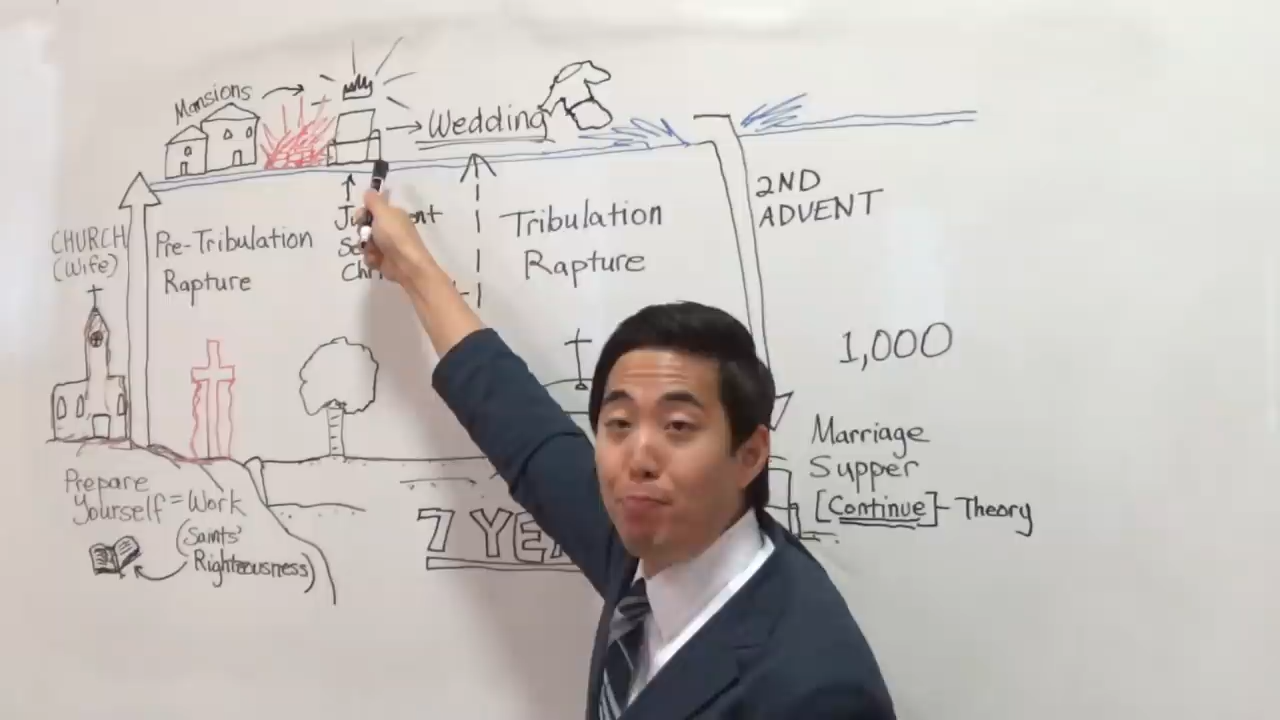 Mansions
Wedding
2ND
ADVENT
CHURCH
(Wife)
Pre-Tribulation
Rapture
Tribulation
Rapture
1,000
Marriage
Supper
[Continue] - Theory
Prepare
Yourself = Work
(Saints'
Righteousness)
7